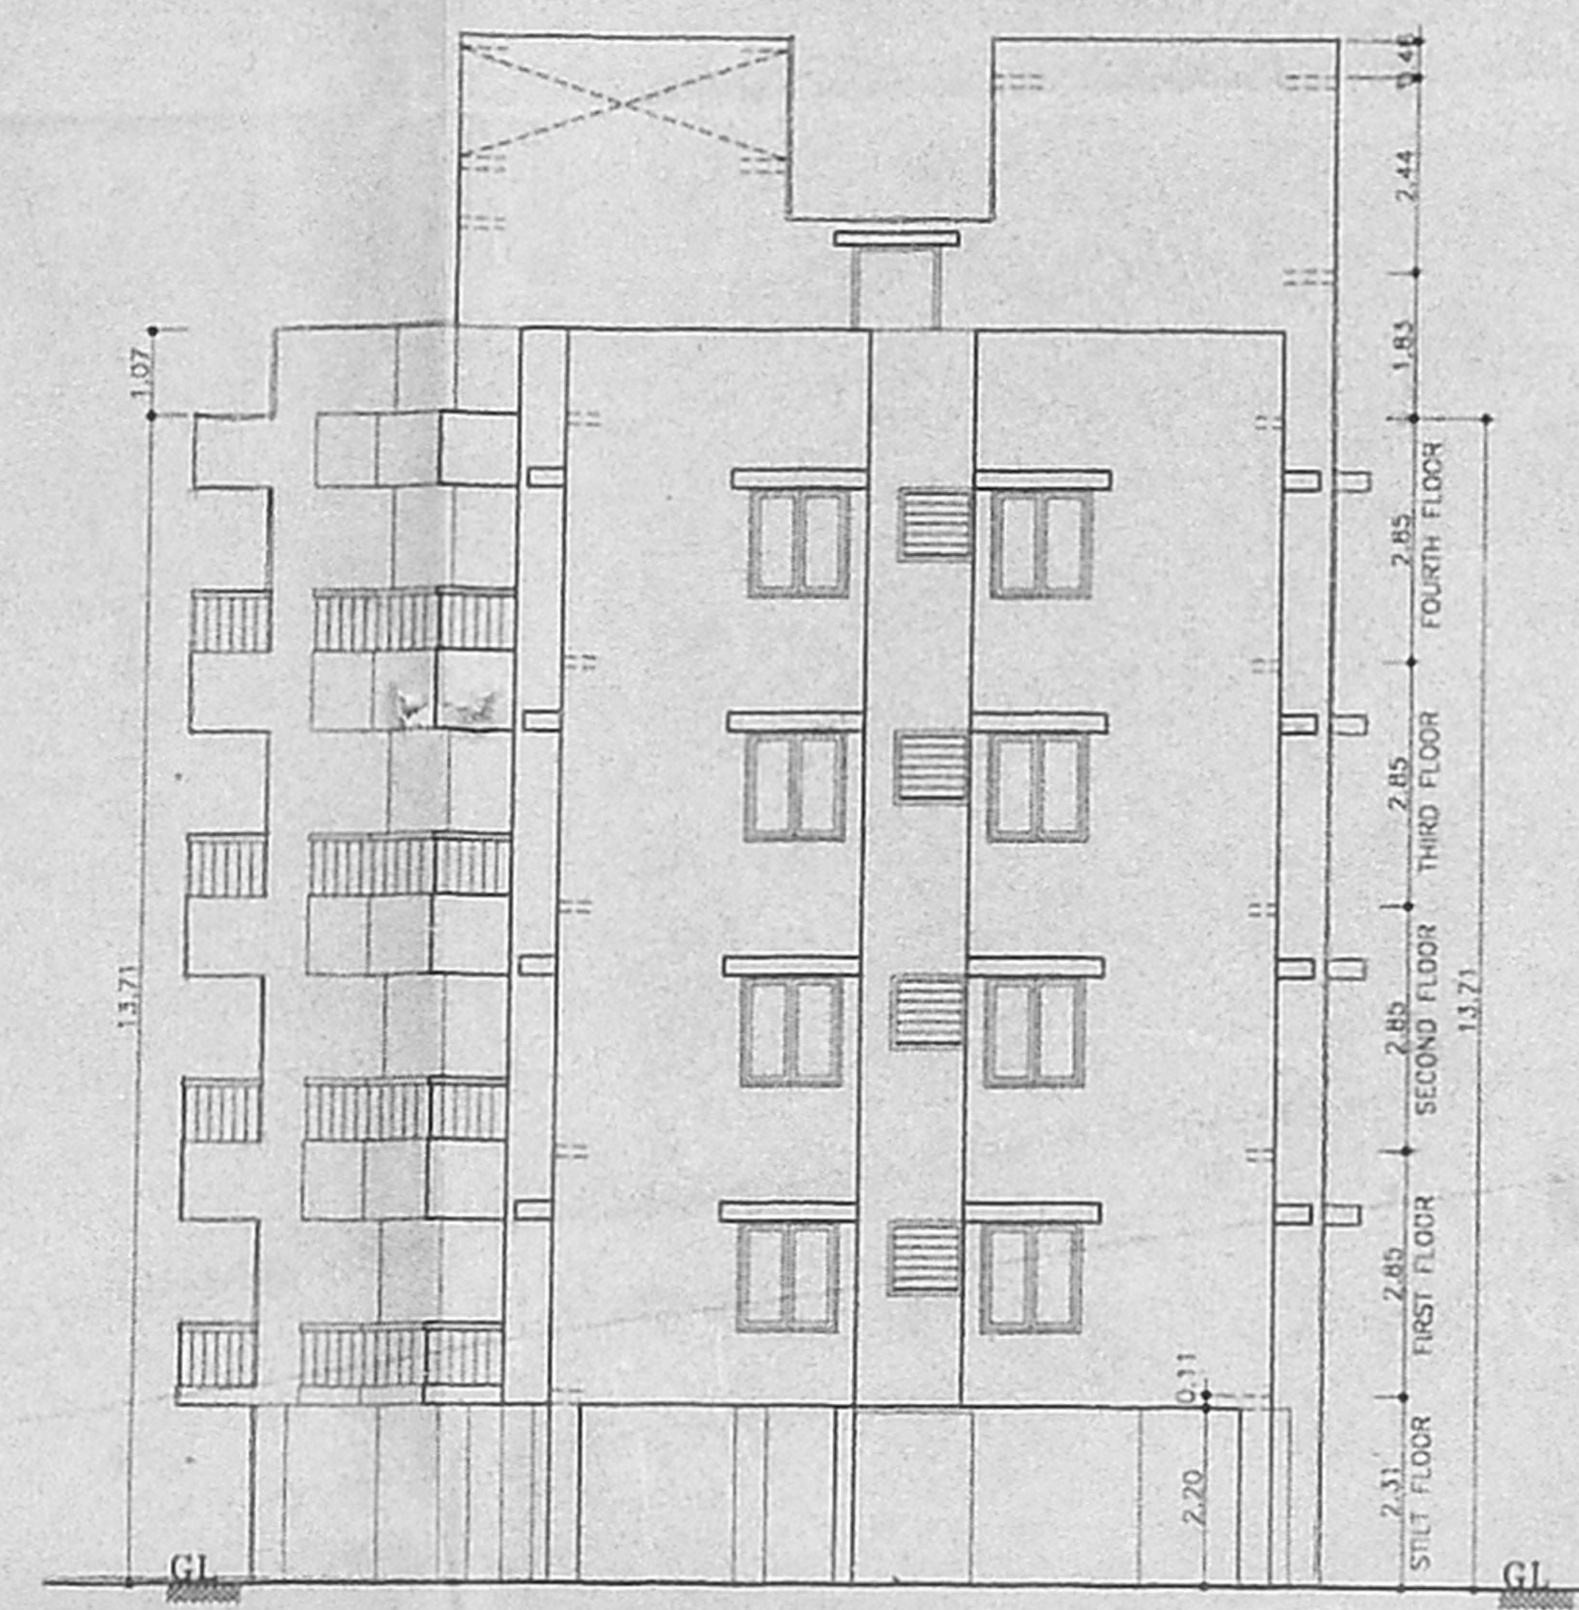 0.46
2.44
1.83
1.07
2.85
FOURTH FLOOR
2.85
THIRD FLOOR
13.71
2.85
SECOND FLOOR
13.71
2.85
FIRST FLOOR
0.11
2.20
2.31
STILT FLOOR
GL
GL